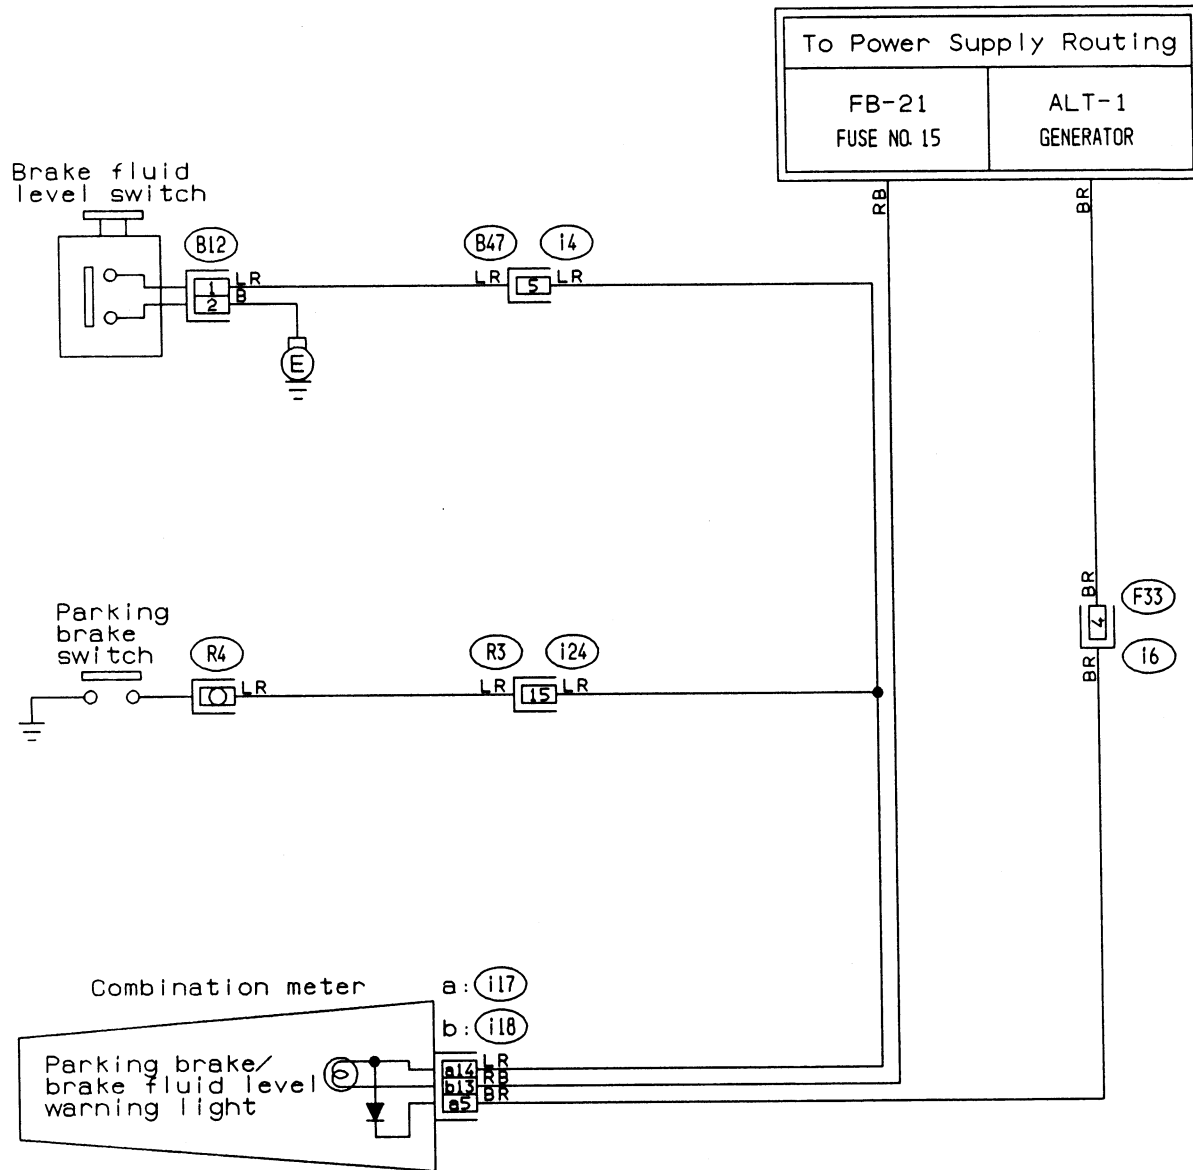 To Power Supply Routing
FB-21
FUSE NO. 15
ALT-1
GENERATOR
RB
BR
Brake fluid
level switch
B12
1
2
LR
B
E
B47
i4
LR
5
LR
Parking
brake
switch
R4
LR
R3
i24
LR
15
LR
BR
F33
4
i6
BR
Combination meter
a: i17
b: i18
Parking brake/
brake fluid level
warning light
a14
b13
a5
LR
RB
BR